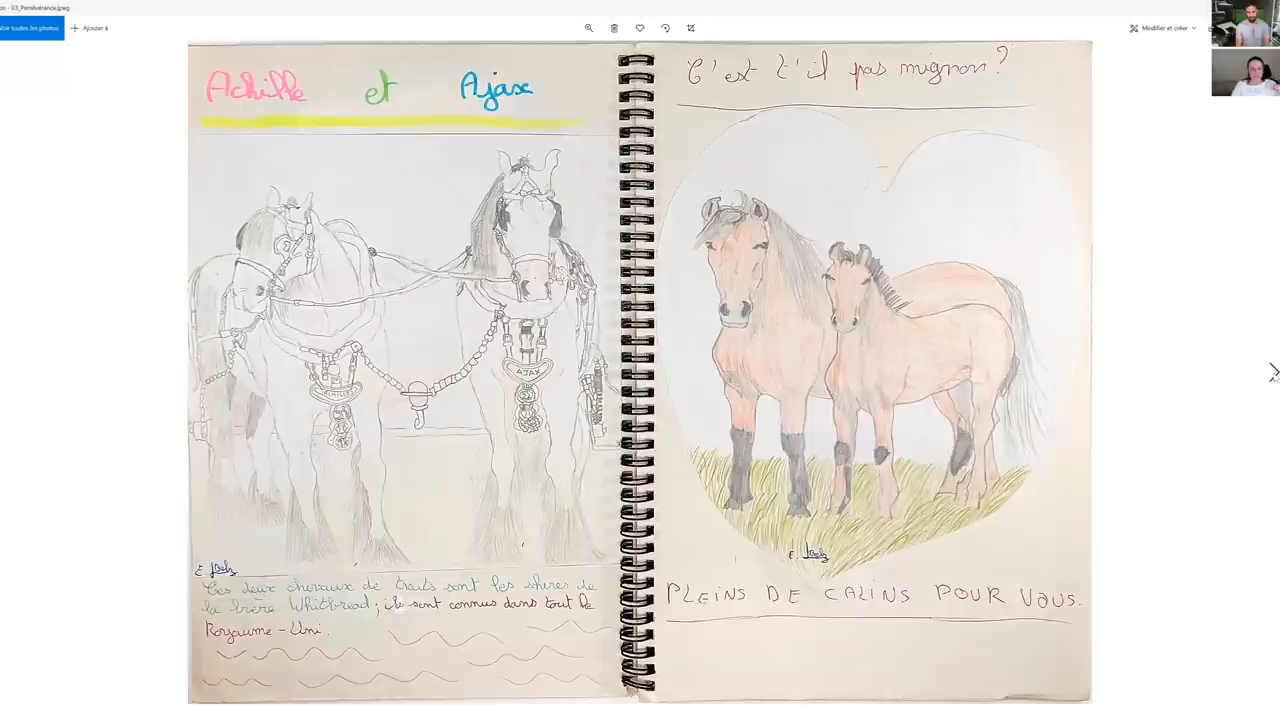 03_Persévérance.jpeg
Voir toutes les photos
Ajouter à
Modifier et créer
Achille et Ajax
ACHILLE
AJAX
Ces deux chevaux de traits sont les shires de
la bière Whitbread; ils sont connus dans tout le
Royaume-Uni.
C'est t'il pas mignon?
E.
PLEINS DE CALINS POUR VOUS.